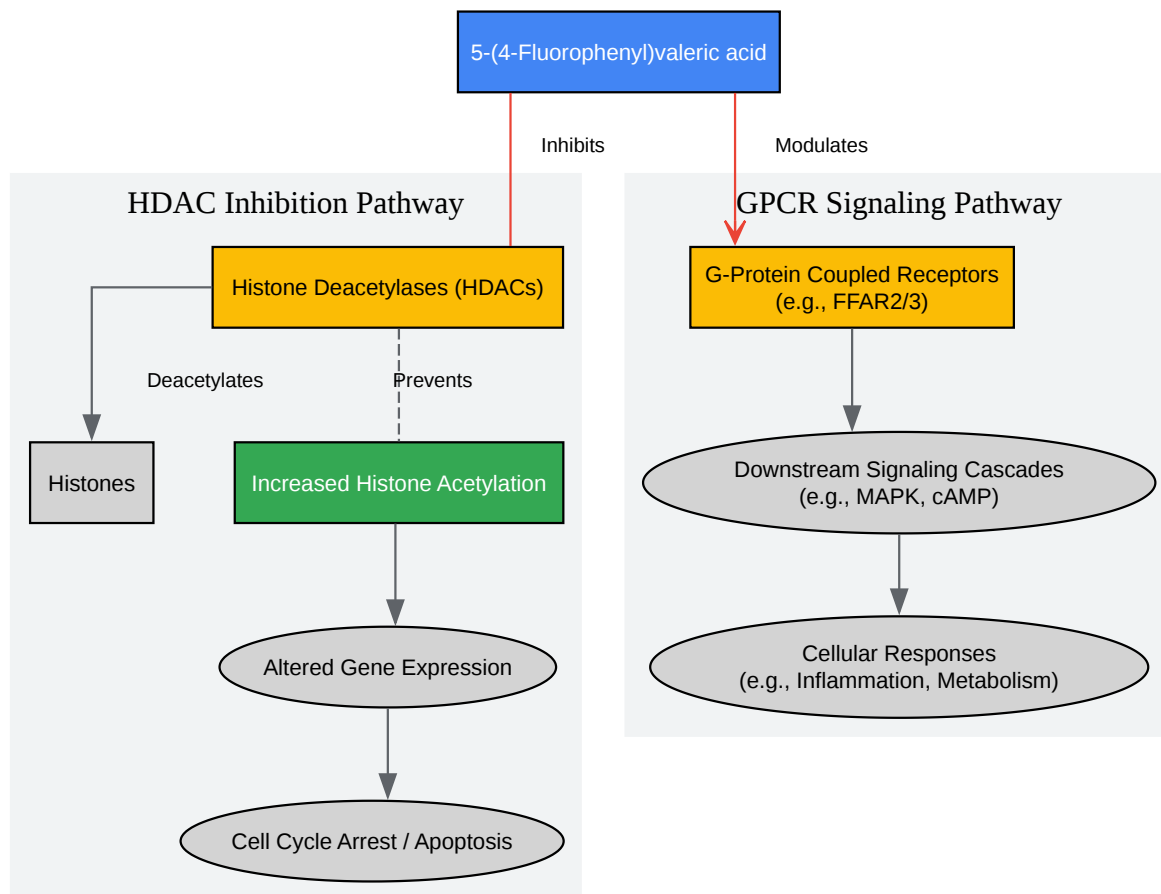 5-(4-Fluorophenyl)valeric acid
Inhibits
Modulates
HDAC Inhibition Pathway
GPCR Signaling Pathway
Histone Deacetylases (HDACs)
G-Protein Coupled Receptors
(e.g., FFAR2/3)
Deacetylates
Prevents
Histones
Increased Histone Acetylation
Downstream Signaling Cascades
(e.g., MAPK, cAMP)
Altered Gene Expression
Cellular Responses
(e.g., Inflammation, Metabolism)
Cell Cycle Arrest / Apoptosis